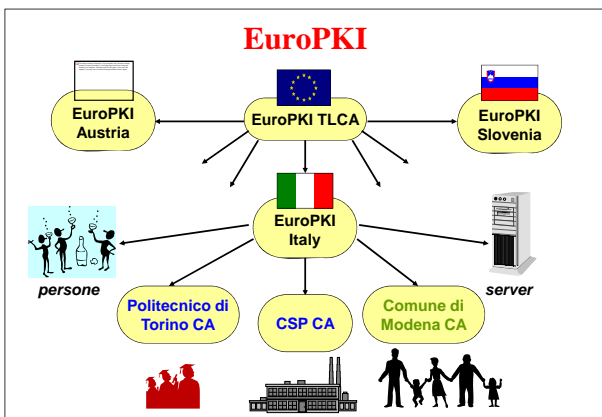 EuroPKI
EuroPKI
Austria
EuroPKI TLCA
EuroPKI
Slovenia
EuroPKI
Italy
persone
server
Politecnico di
Torino CA
CSP CA
Comune di
Modena CA